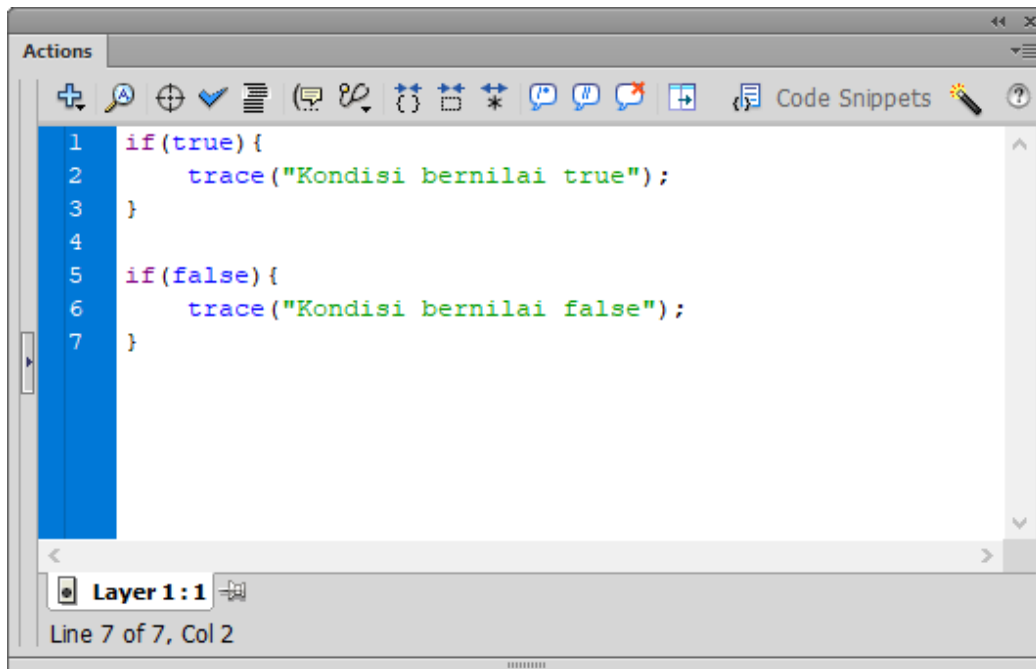 Actions
Code Snippets
1 if(true){
2     trace("Kondisi bernilai true");
3 }
4
5 if(false){
6     trace("Kondisi bernilai false");
7 }
Layer 1 : 1
Line 7 of 7, Col 2